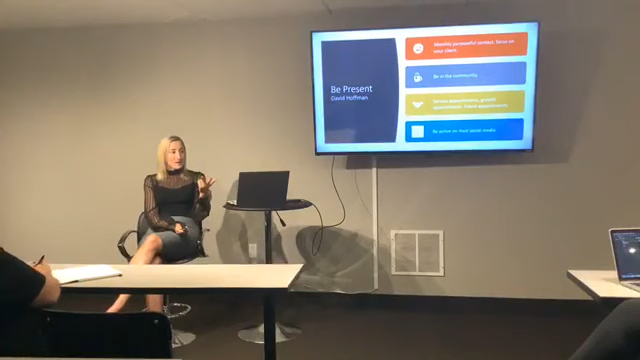 Be Present
David Hoffman
Monthly purposeful contact: focus on
your client.
Be in the community.
Service appointments, growth
appointments, friend appointments.
Be active on their social media.